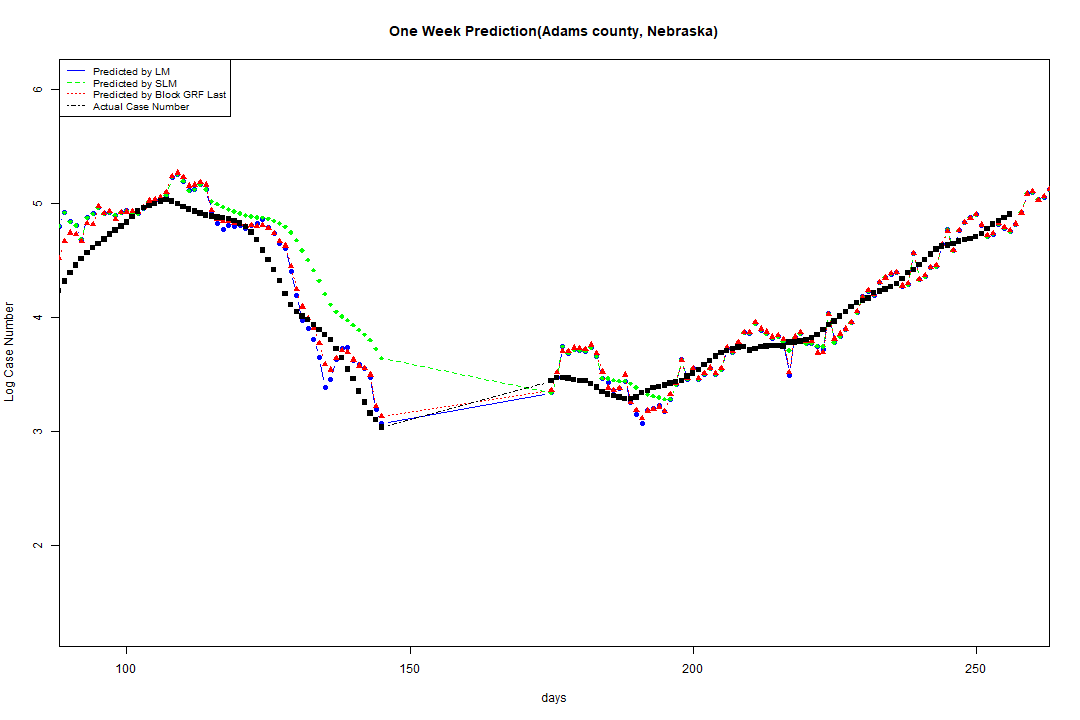 One Week Prediction(Adams county, Nebraska)
Predicted by LM
Predicted by SLM
Predicted by Block GRF Last
Actual Case Number
Log Case Number
6
5
4
3
2
100
150
200
250
days